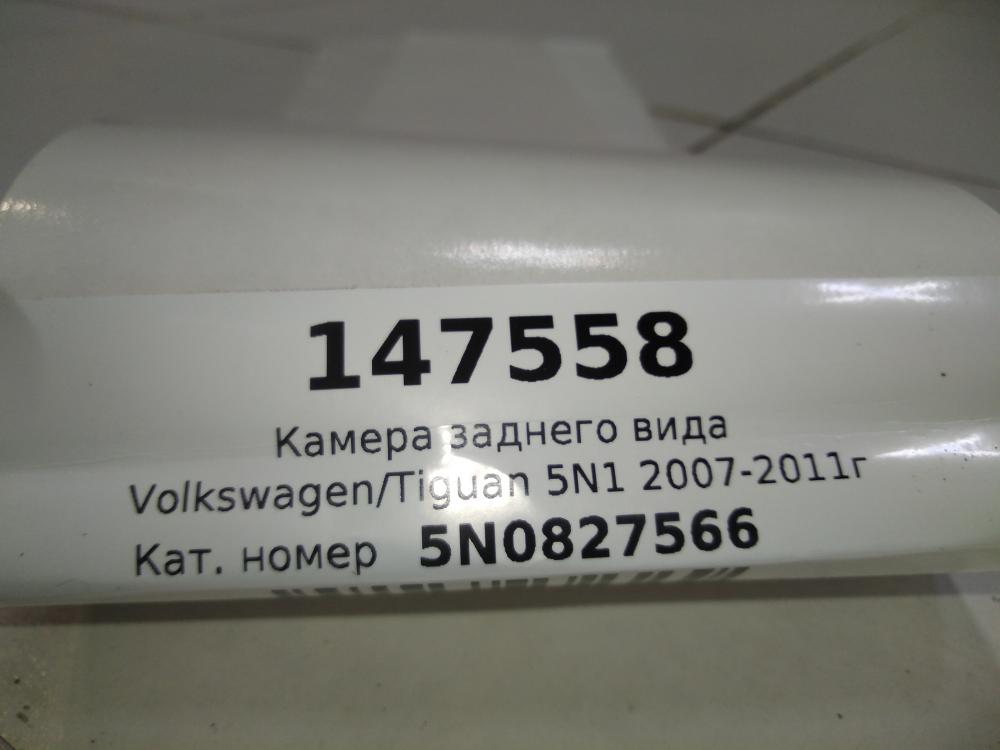 147558
Камера заднего вида
Volkswagen/Tiguan 5N1 2007-2011г
Кат. номер 5N0827566